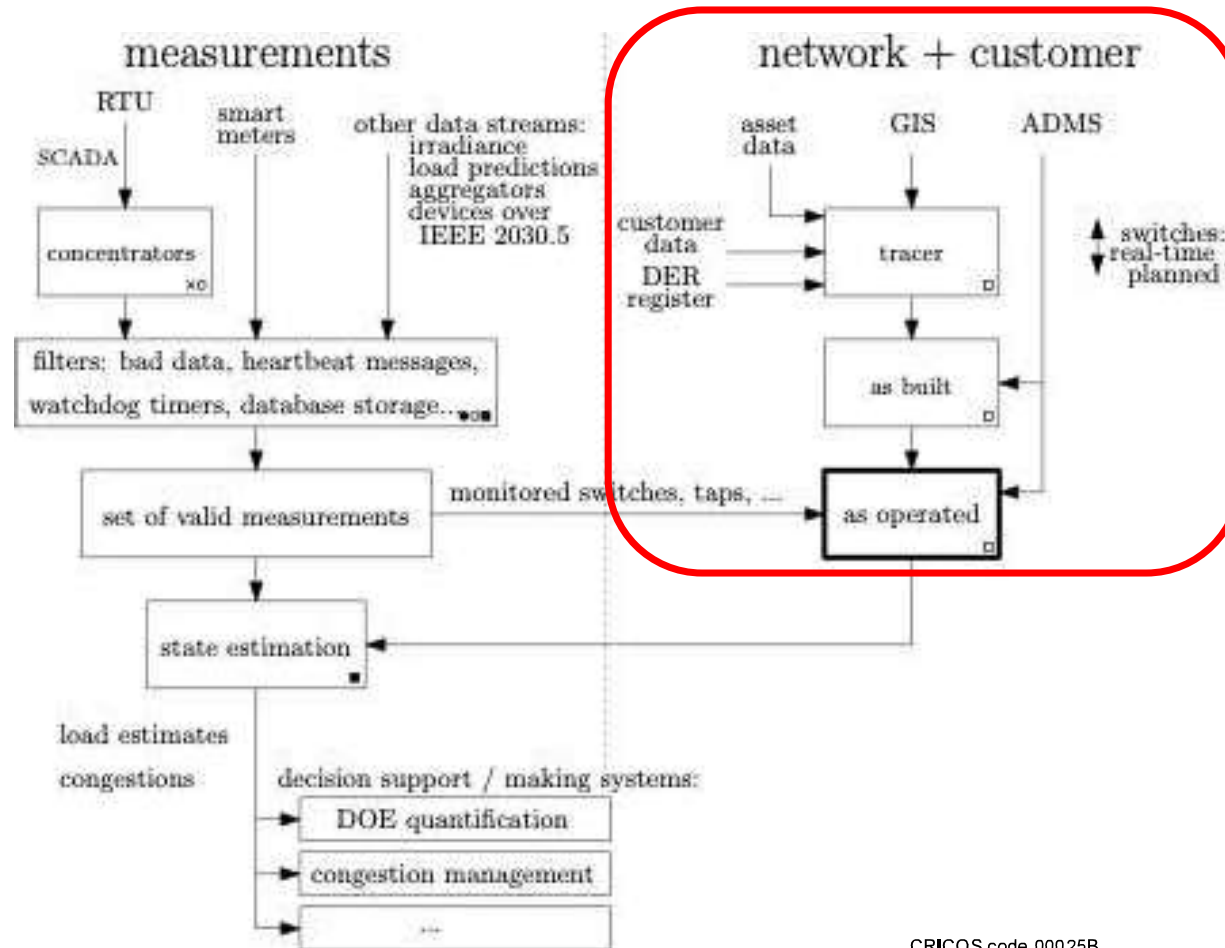 measurements
network + customer
RTU
smart
meters
other data streams:
irradiance
load predictions
aggregators
devices over
IEEE 2030.5
SCADA
asset
data
GIS
ADMS
concentrators
customer
data
DER
register
tracer
switches:
real-time
planned
filters: bad data, heartbeat messages,
watchdog timers, database storage...
as built
set of valid measurements
monitored switches, taps, ...
as operated
state estimation
load estimates
congestions
decision support / making systems:
DOE quantification
congestion management
...
CRICOS code 00025B